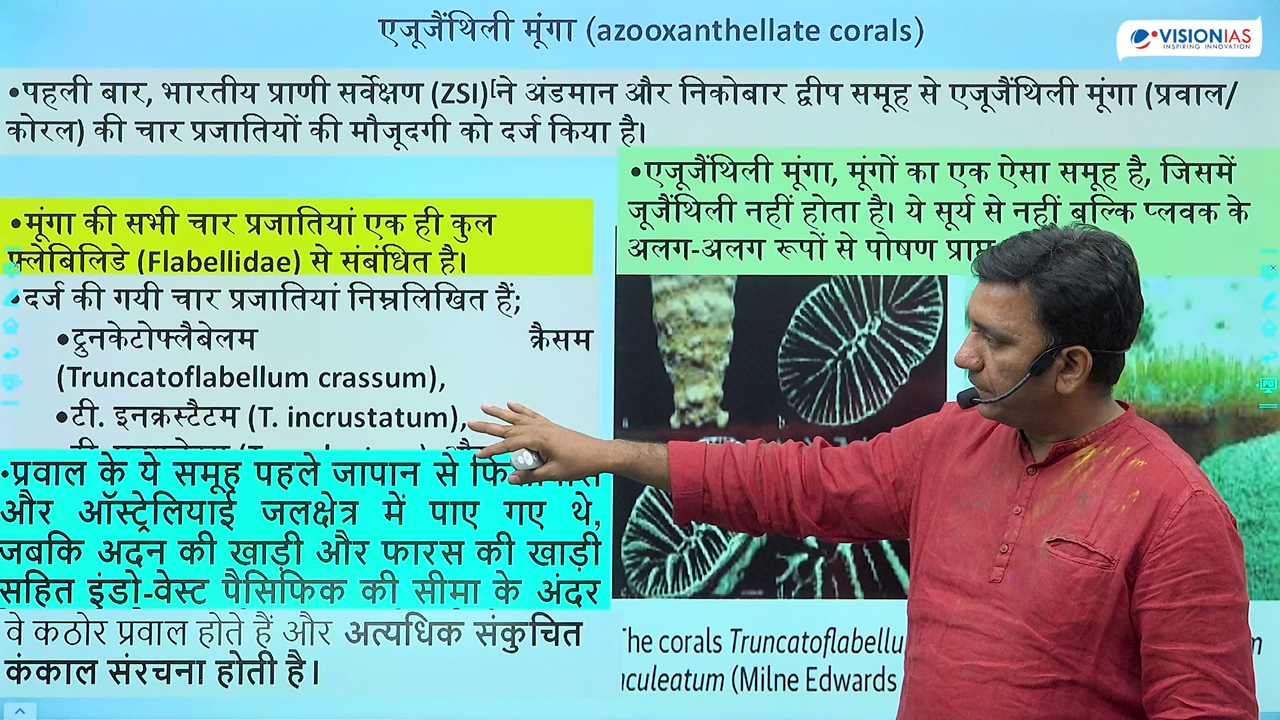 एजूजैंथिली मूंगा (azooxanthellate corals)
VISIONIAS
INSPIRING INNOVATION
•पहली बार, भारतीय प्राणी सर्वेक्षण (ZSI) ने अंडमान और निकोबार द्वीप समूह से एजूजैंथिली मूंगा (प्रवाल/
कोरल) की चार प्रजातियों की मौजूदगी को दर्ज किया है।
•मूंगा की सभी चार प्रजातियां एक ही कुल
फ्लेबिलिडे (Flabellidae) से संबंधित है।
•दर्ज की गयी चार प्रजातियां निम्नलिखित हैं;
•ट्रुनकेटोफ्लैबेलम क्रैसम
(Truncatoflabellum crassum),
•टी. इनक्रस्टैटम (T. incrustatum),
•प्रवाल के ये समूह पहले जापान से
और ऑस्ट्रेलियाई जलक्षेत्र में पाए गए थे,
जबकि अदन की खाड़ी और फारस की खाड़ी
सहित इंडो-वेस्ट पैसिफिक की सीमा के अंदर
वे कठोर प्रवाल होते हैं और अत्यधिक संकुचित
कंकाल संरचना होती है।
•एजूजैंथिली मूंगा, मूंगों का एक ऐसा समूह है, जिसमें
जूजैंथिली नहीं होता है। ये सूर्य से नहीं बल्कि प्लवक के
अलग-अलग रूपों से पोषण
The corals Truncatoflabellu
aculeatum (Milne Edwards